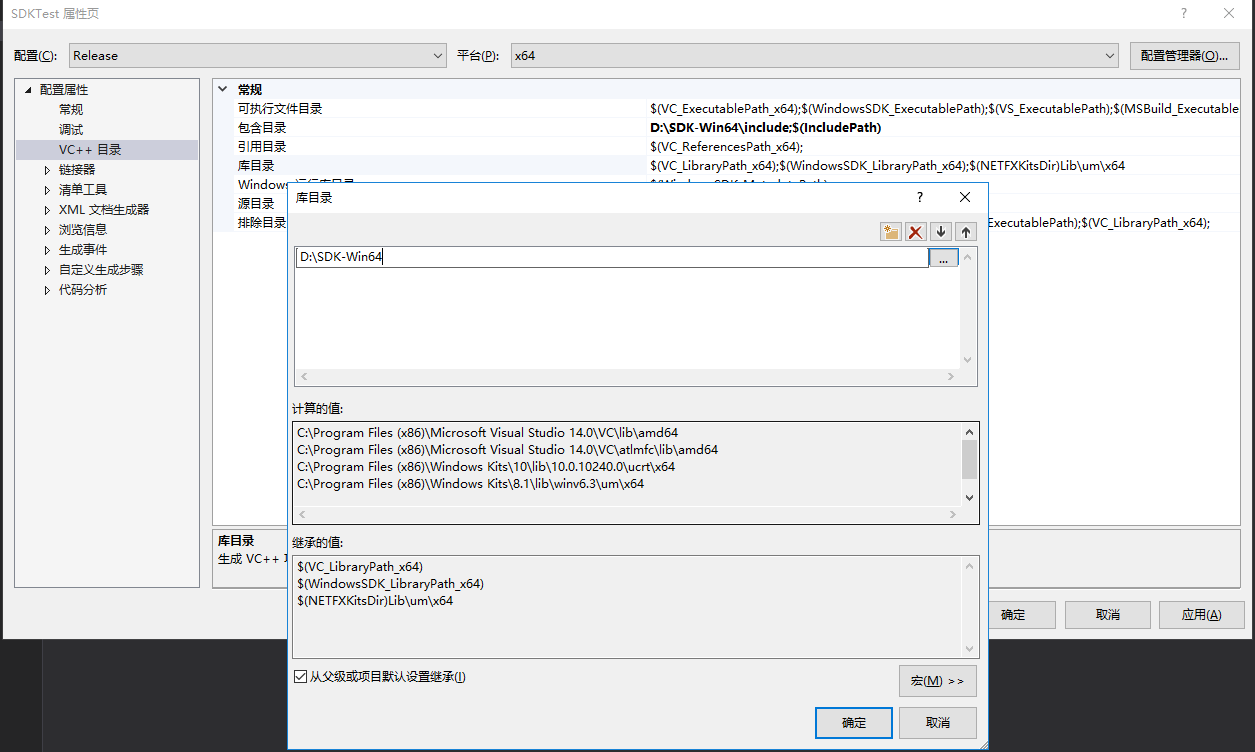 SDKTest 属性页
配置(C): Release 平台(P): x64 配置管理器(O)...
配置属性
常规
调试
VC++ 目录
链接器
清单工具
XML 文档生成器
浏览信息
生成事件
自定义生成步骤
代码分析
常规
可执行文件目录 $(VC_ExecutablePath_x64);$(WindowsSDK_ExecutablePath);$(VS_ExecutablePath);$(MSBuild_Executable
包含目录 D:\SDK-Win64\include;$(IncludePath)
引用目录 $(VC_ReferencesPath_x64);
库目录 $(VC_LibraryPath_x64);$(WindowsSDK_LibraryPath_x64);$(NETFXKitsDir)Lib\um\x64
Windows
源目录
排除目录 ExecutablePath);$(VC_LibraryPath_x64);
库目录
生成 VC++
确定 取消 应用(A)
库目录
D:\SDK-Win64 ...
计算的值:
C:\Program Files (x86)\Microsoft Visual Studio 14.0\VC\lib\amd64
C:\Program Files (x86)\Microsoft Visual Studio 14.0\VC\atlmfc\lib\amd64
C:\Program Files (x86)\Windows Kits\10\lib\10.0.10240.0\ucrt\x64
C:\Program Files (x86)\Windows Kits\8.1\lib\winv6.3\um\x64
继承的值:
$(VC_LibraryPath_x64)
$(WindowsSDK_LibraryPath_x64)
$(NETFXKitsDir)Lib\um\x64
从父级或项目默认设置继承(I)
宏(M) >>
确定 取消